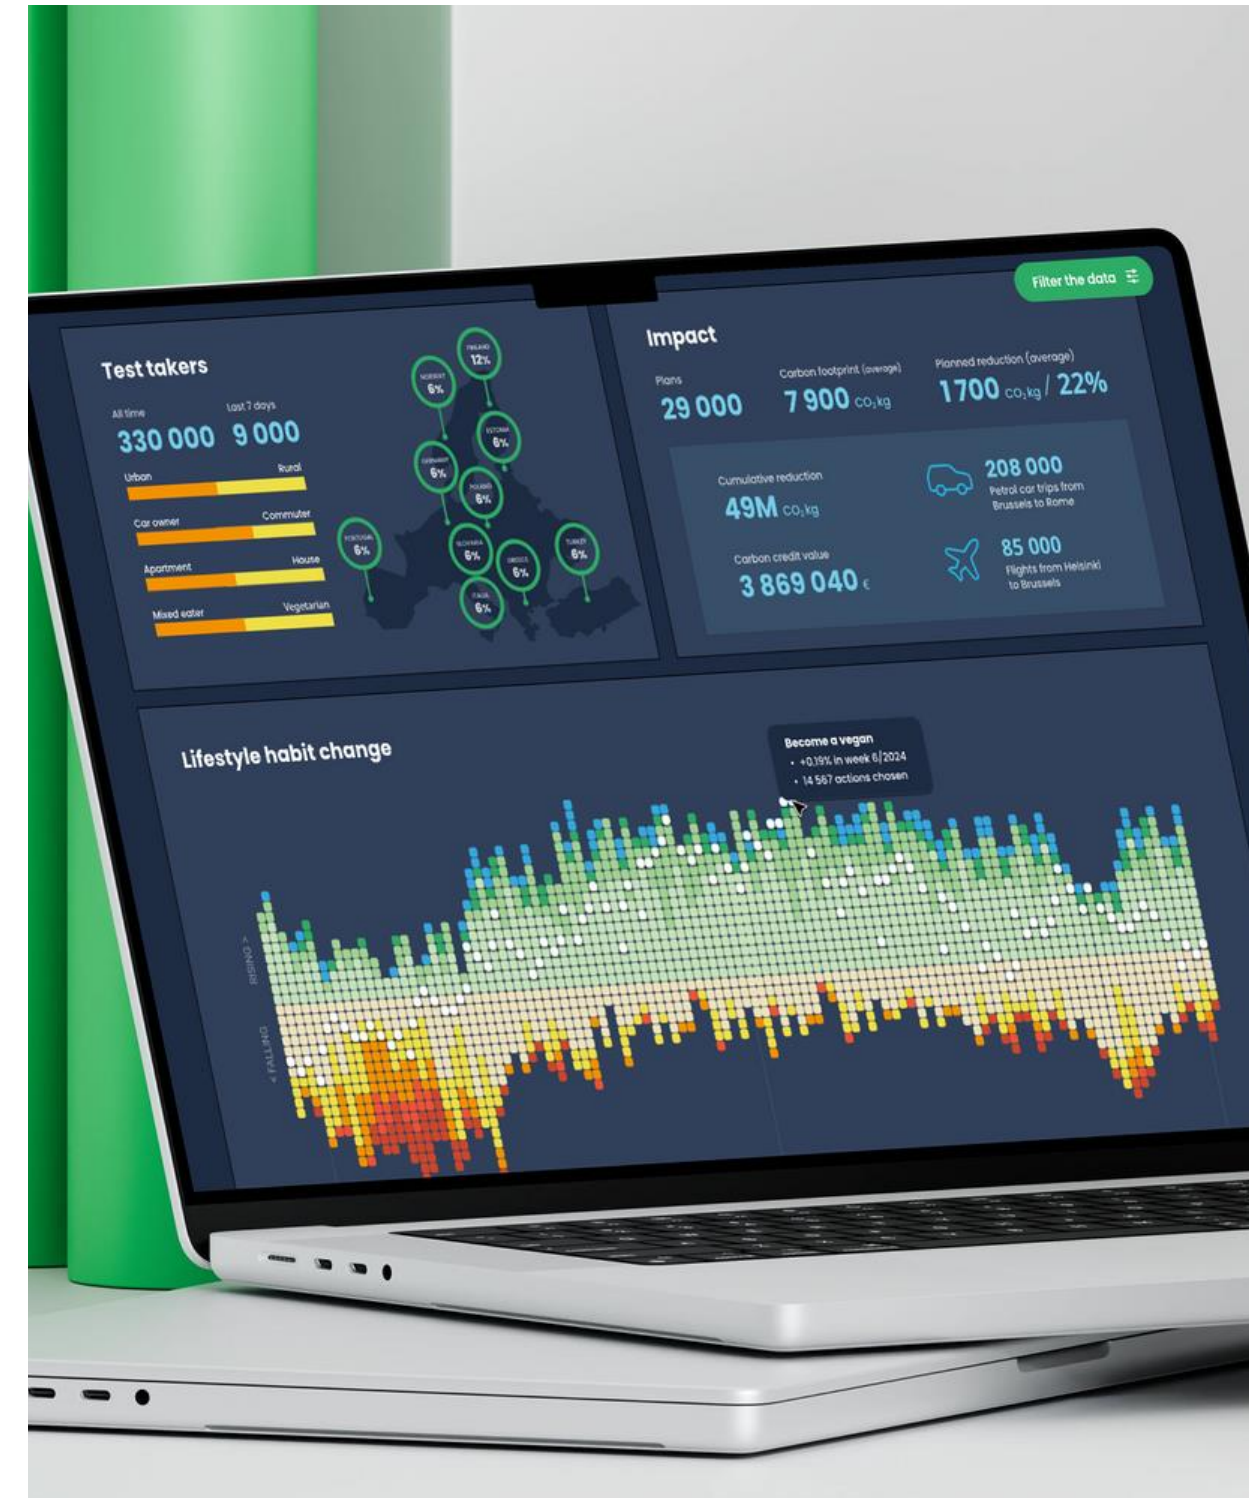 Filter the data
Test takers
All time
Last 7 days
330 000
9 000
Urban
Rural
Car owner
Commuter
Apartment
House
Mixed eater
Vegetarian
FINLAND
12%
NORWAY
6%
ESTONIA
6%
GERMANY
6%
POLAND
6%
PORTUGAL
6%
SLOVENIA
6%
GREECE
6%
TURKEY
6%
6%
Impact
Plans
29 000
Carbon footprint (average)
7 900 CO₂kg
Planned reduction (average)
1700 CO₂kg / 22%
Cumulative reduction
49M CO₂kg
Carbon credit value
3 869 040 €
208 000
Petrol car trips from
Brussels to Rome
85 000
Flights from Helsinki
to Brussels
Lifestyle habit change
Become a vegan
• +0,19% in week 6/2024
• 14 567 actions chosen
RISING >
< FALLING